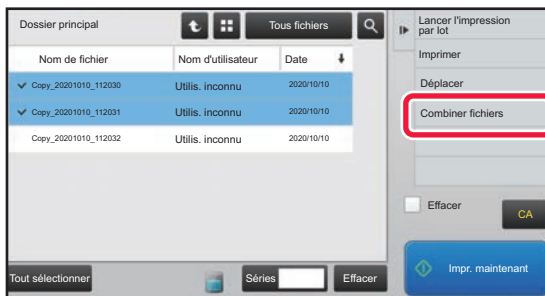 Dossier principal
Tous fichiers
Nom de fichier
Nom d'utilisateur
Date
Copy_20201010_112030
Utilis. inconnu
2020/10/10
Copy_20201010_112031
Utilis. inconnu
2020/10/10
Copy_20201010_112032
Utilis. inconnu
2020/10/10
Tout sélectionner
Séries
Effacer
Lancer l'impression
par lot
Imprimer
Déplacer
Combiner fichiers
Effacer
CA
Impr. maintenant